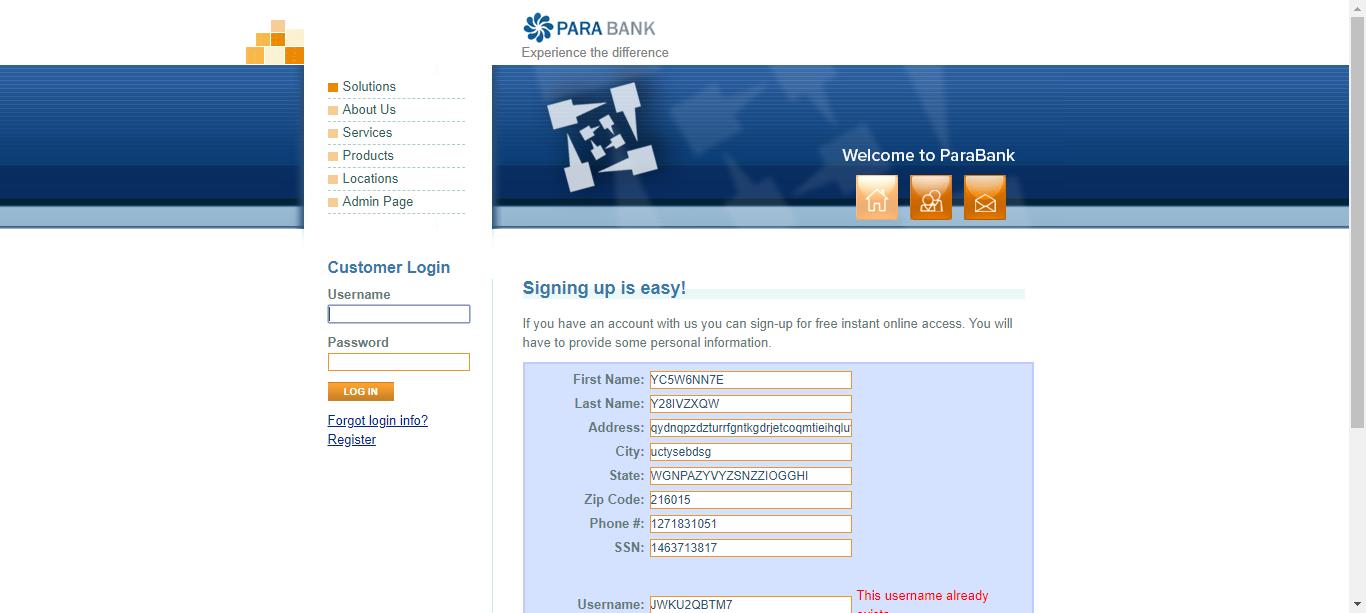 PARA BANK
Experience the difference
Solutions
About Us
Services
Products
Locations
Admin Page
Welcome to ParaBank
Customer Login
Username
Password
LOG IN
Forgot login info?
Register
Signing up is easy!
If you have an account with us you can sign-up for free instant online access. You will
have to provide some personal information.
First Name: YC5W6NN7E
Last Name: Y28IVZXQW
Address: qydnqpzdzturrfgntkgdrjetcoqmtieihqlu
City: uctysebdsg
State: WGNPAZYVYZSNZZIOGGHI
Zip Code: 216015
Phone #: 1271831051
SSN: 1463713817
Username: JWKU2QBTM7 This username already